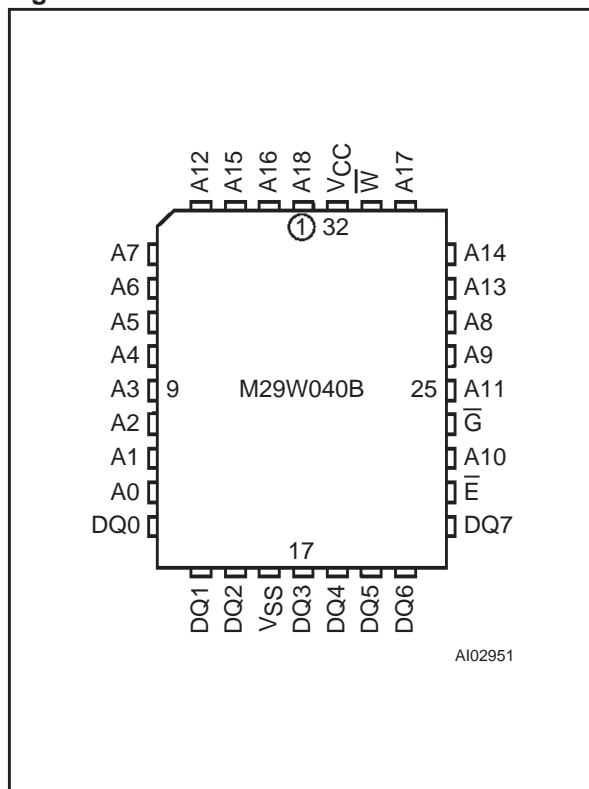 A12 A15 A16 A18 VCC W̅ A17
1 32
A7 A14
A6 A13
A5 A8
A4 A9
A3 9 M29W040B 25 A11
A2 G̅
A1 A10
A0 E̅
DQ0 DQ7
17
DQ1 DQ2 VSS DQ3 DQ4 DQ5 DQ6
AI02951